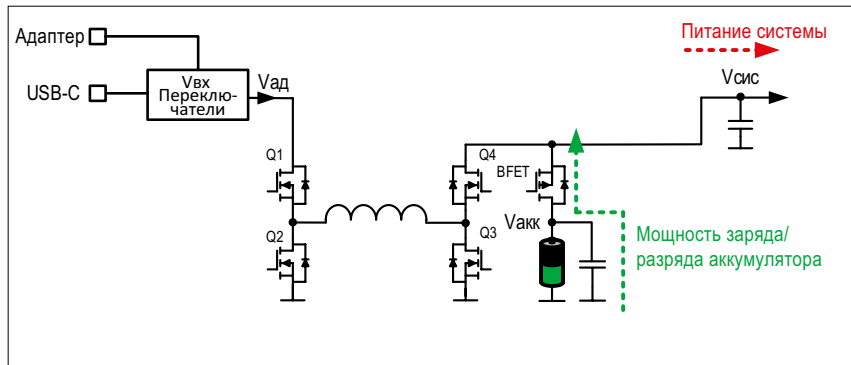 Адаптер
USB-C
Vвх
Переклю-
чатели
Vад
Питание системы
Vсис
Q1
Q4
BFET
Q2
Q3
Vакк
Мощность заряда/
разряда аккумулятора